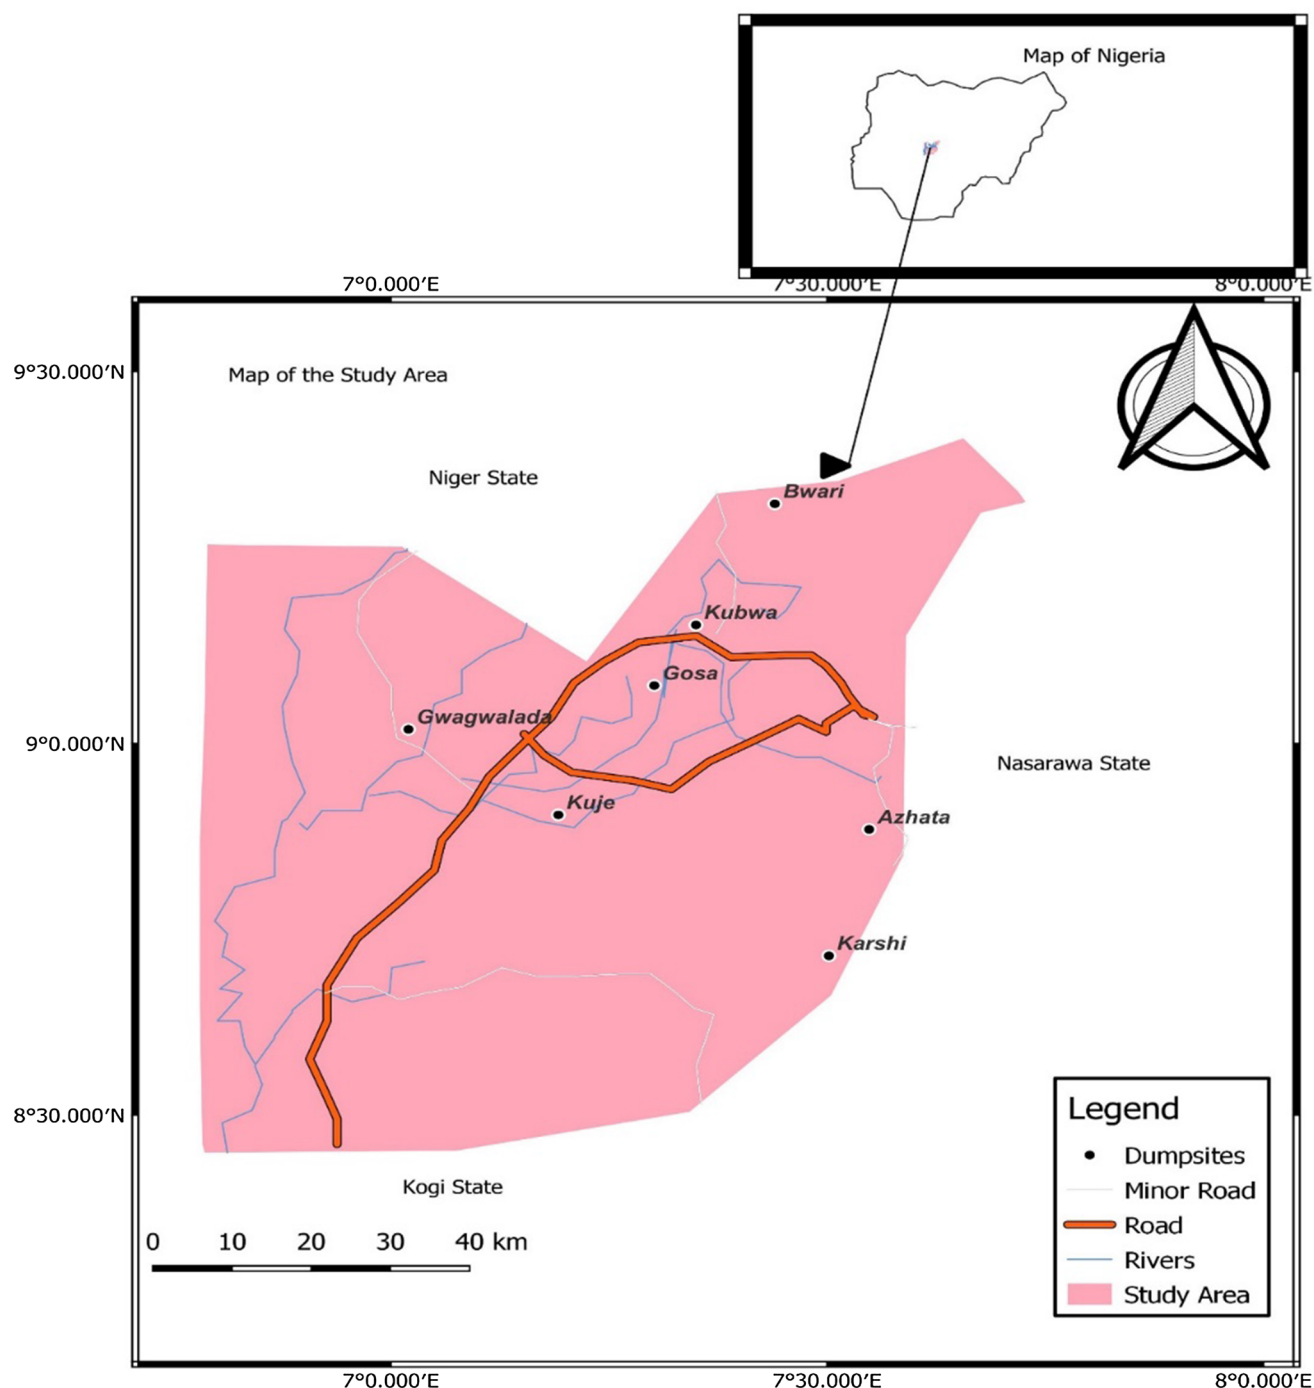 Map of Nigeria
7°0.000′E
7°30.000′E
8°0.000′E
9°30.000′N
Map of the Study Area
Niger State
Bwari
Kubwa
Gosa
Gwagwalada
9°0.000′N
Nasarawa State
Kuje
Azhata
Karshi
8°30.000′N
Kogi State
0 10 20 30 40 km
Legend
Dumpsites
Minor Road
Road
Rivers
Study Area
7°0.000′E
7°30.000′E
8°0.000′E